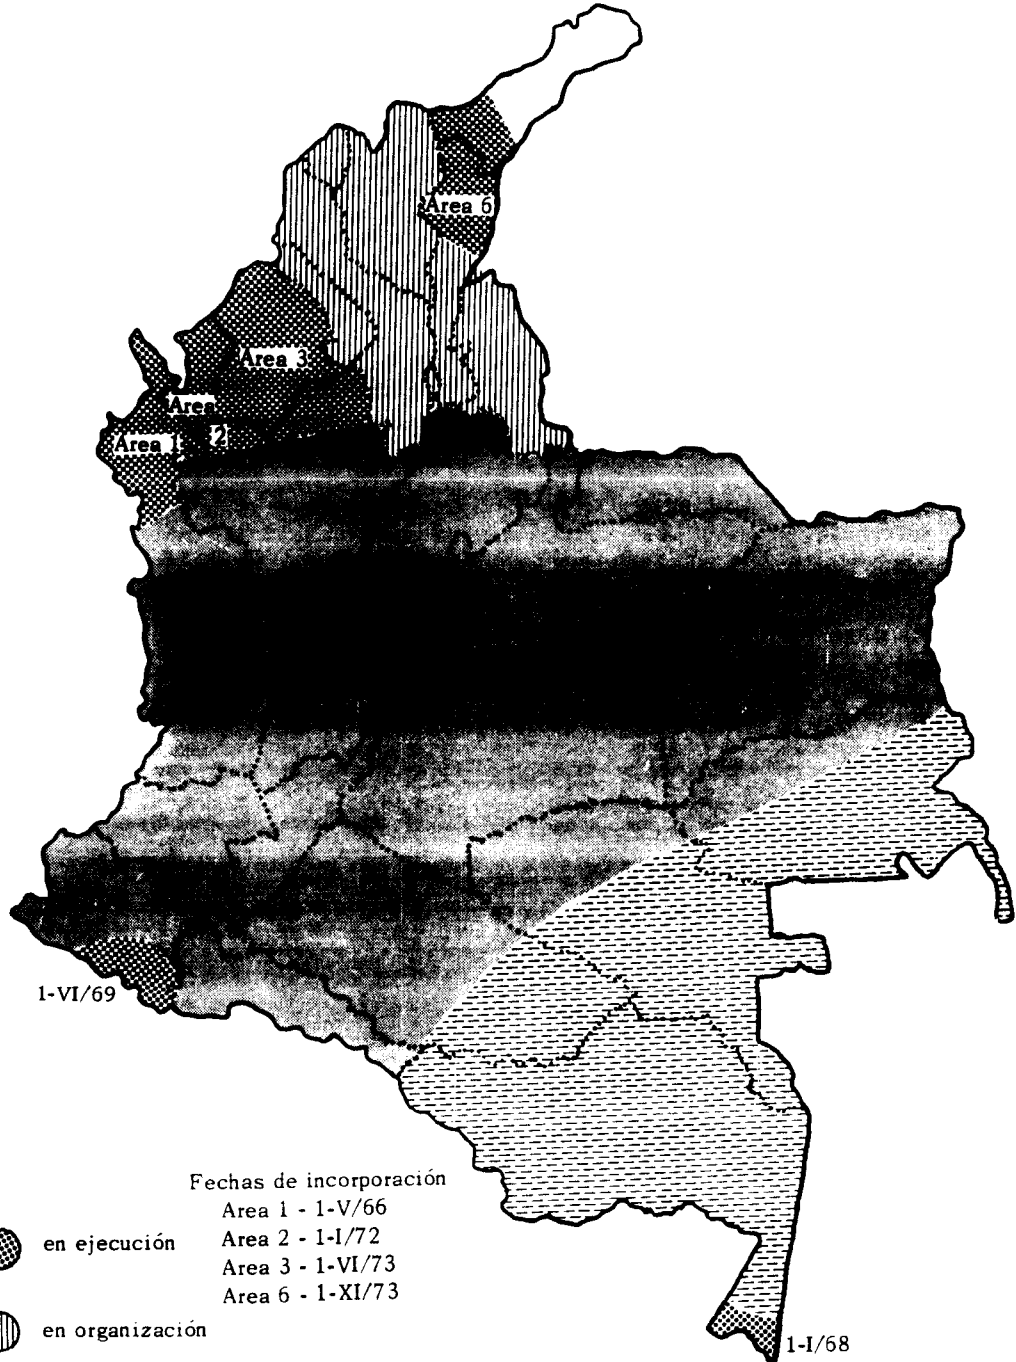 Area 6
Area 3
Area
2
Area 1
1-VI/69
Fechas de incorporación
Area 1 - 1-V/66
Area 2 - 1-I/72
Area 3 - 1-VI/73
Area 6 - 1-XI/73
en ejecución
en organización
1-I/68